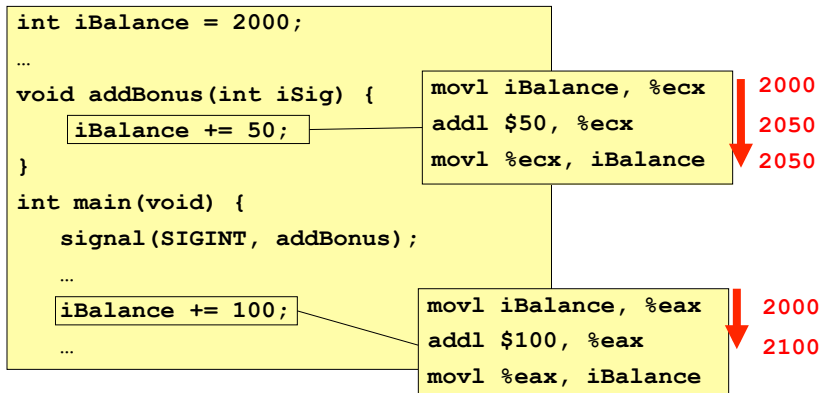 int iBalance = 2000;
…
void addBonus(int iSig) {
iBalance += 50;
}
int main(void) {
signal(SIGINT, addBonus);
…
iBalance += 100;
…
movl iBalance, %ecx
addl $50, %ecx
movl %ecx, iBalance
2000
2050
2050
movl iBalance, %eax
addl $100, %eax
movl %eax, iBalance
2000
2100